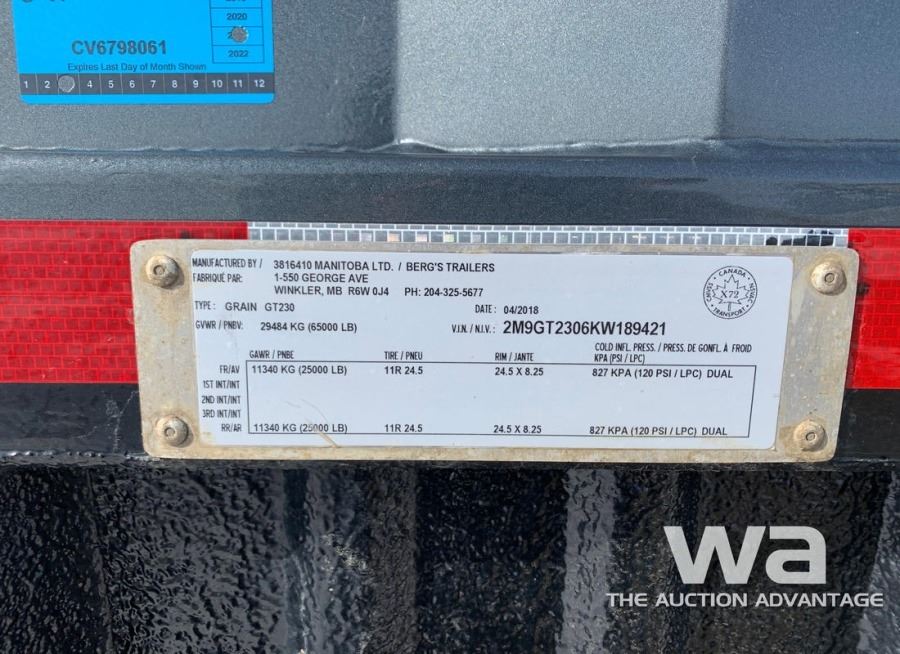 2020
2022
CV6798061
Expires Last Day of Month Shown
1 2 4 5 6 7 8 9 10 11 12
MANUFACTURED BY / 3816410 MANITOBA LTD. / BERG'S TRAILERS
FABRIQUÉ PAR: 1-550 GEORGE AVE
WINKLER, MB R6W 0J4 PH: 204-325-5677
CANADA
TRANSPORT
X72
TYPE: GRAIN GT230 DATE: 04/2018
GVWR / PNBV: 29484 KG (65000 LB) V.I.N. / N.I.V.: 2M9GT2306KW189421
GAWR / PNBE TIRE / PNEU RIM / JANTE COLD INFL. PRESS. / PRESS. DE GONFL. À FROID
KPA (PSI / LPC)
FR/AV 11340 KG (25000 LB) 11R 24.5 24.5 X 8.25 827 KPA (120 PSI / LPC) DUAL
1ST INT/INT
2ND INT/INT
3RD INT/INT
RR/AR 11340 KG (25000 LB) 11R 24.5 24.5 X 8.25 827 KPA (120 PSI / LPC) DUAL
wa
THE AUCTION ADVANTAGE